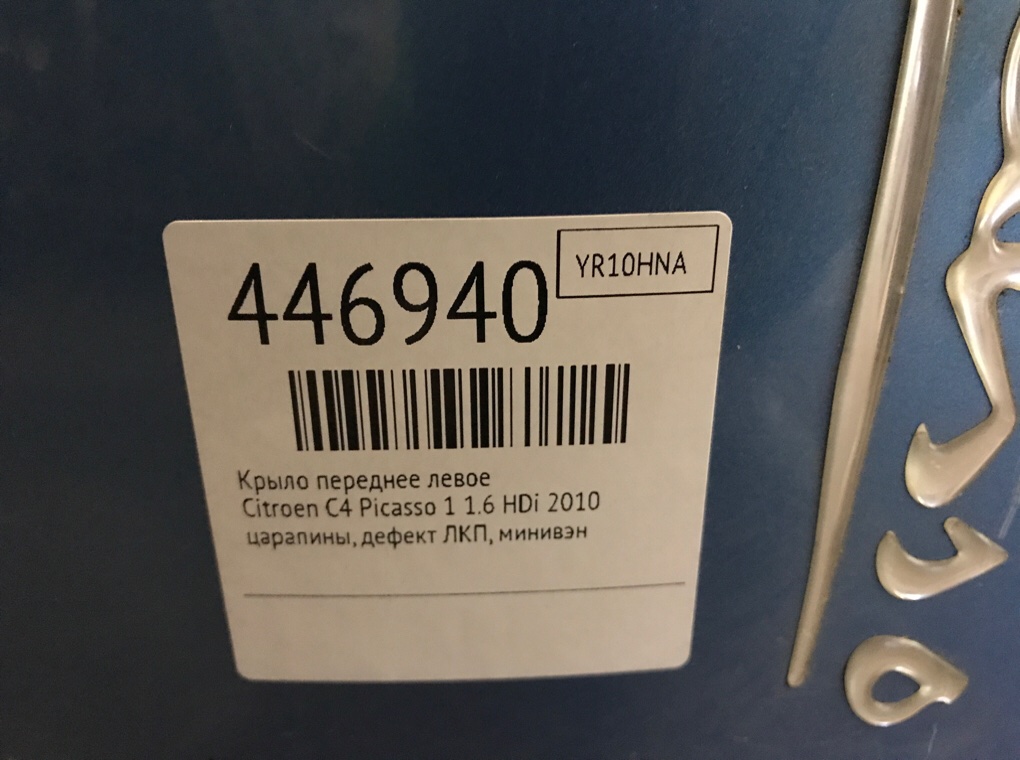 446940
YR10HNA
Крыло переднее левое
Citroen C4 Picasso 1 1.6 HDi 2010
царапины, дефект ЛКП, минивэн